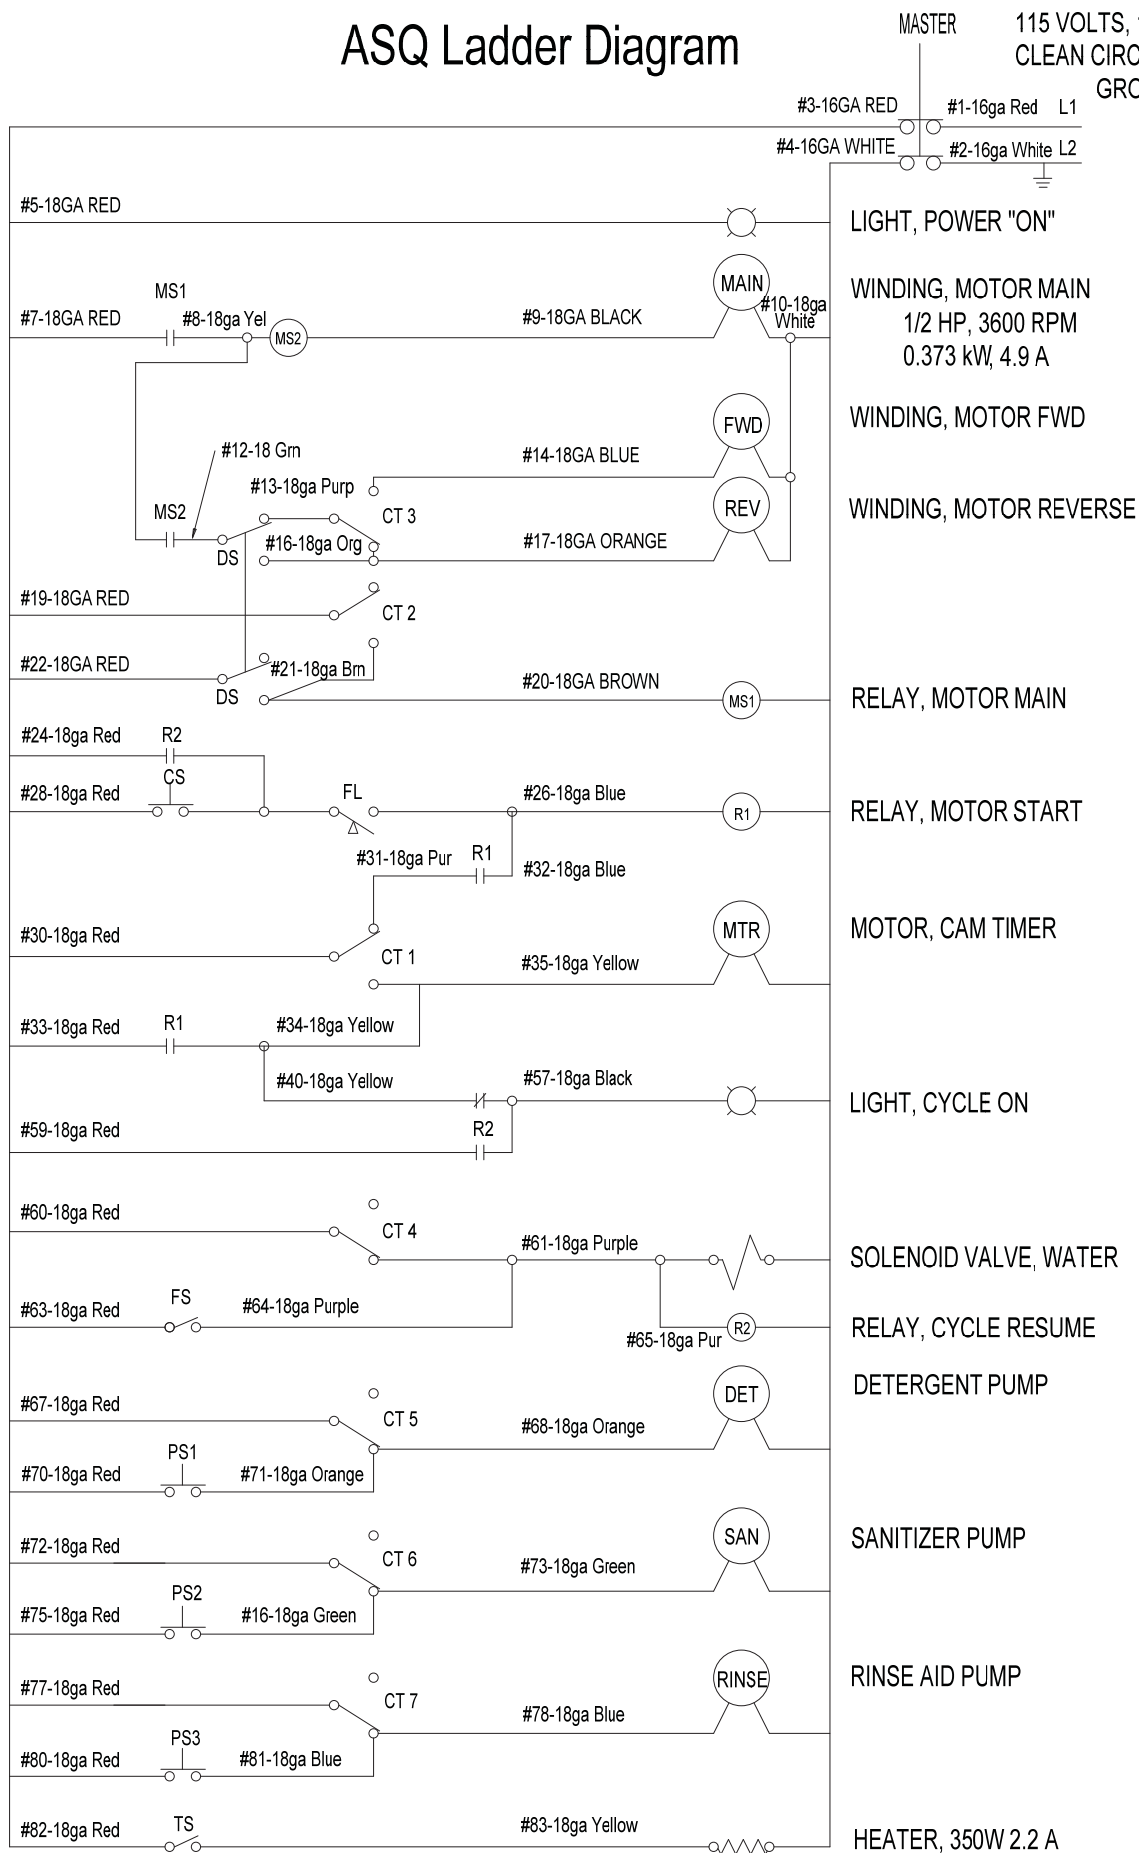 ASQ Ladder Diagram
MASTER
115 VOLTS,
CLEAN
#3-16GA RED
#1-16ga Red
L1
#4-16GA WHITE
#2-16ga White
L2
#5-18GA RED
LIGHT, POWER "ON"
MS1
MAIN
WINDING, MOTOR MAIN
#7-18GA RED
#8-18ga Yel
MS2
#9-18GA BLACK
#10-18ga
White
1/2 HP, 3600 RPM
0.373 kW, 4.9 A
FWD
WINDING, MOTOR FWD
#12-18 Grn
#14-18GA BLUE
#13-18ga Purp
CT 3
REV
WINDING, MOTOR REVERSE
MS2
DS
#16-18ga Org
#17-18GA ORANGE
#19-18GA RED
CT 2
#22-18GA RED
DS
#21-18ga Brn
#20-18GA BROWN
MS1
RELAY, MOTOR MAIN
#24-18ga Red
R2
CS
#28-18ga Red
FL
#26-18ga Blue
R1
RELAY, MOTOR START
#31-18ga Pur
R1
#32-18ga Blue
#30-18ga Red
CT 1
MTR
MOTOR, CAM TIMER
#35-18ga Yellow
#33-18ga Red
R1
#34-18ga Yellow
#40-18ga Yellow
#57-18ga Black
LIGHT, CYCLE ON
#59-18ga Red
R2
#60-18ga Red
CT 4
#61-18ga Purple
SOLENOID VALVE, WATER
#63-18ga Red
FS
#64-18ga Purple
#65-18ga Pur
R2
RELAY, CYCLE RESUME
DET
DETERGENT PUMP
#67-18ga Red
CT 5
#68-18ga Orange
PS1
#70-18ga Red
#71-18ga Orange
SAN
SANITIZER PUMP
#72-18ga Red
CT 6
#73-18ga Green
PS2
#75-18ga Red
#16-18ga Green
RINSE
RINSE AID PUMP
#77-18ga Red
CT 7
#78-18ga Blue
PS3
#80-18ga Red
#81-18ga Blue
#82-18ga Red
TS
#83-18ga Yellow
HEATER, 350W 2.2 A